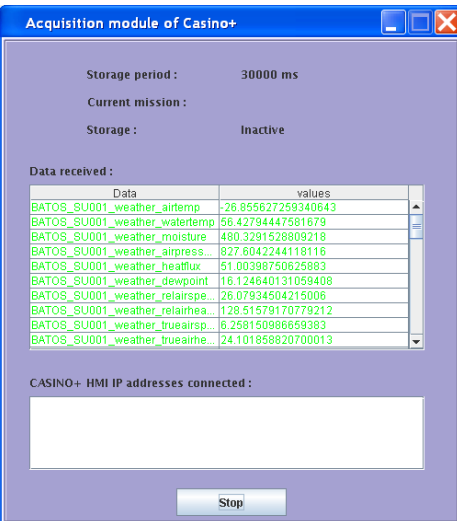 Acquisition module of Casino+
Storage period : 30000 ms
Current mission :
Storage : Inactive
Data received :
Data values
BATOS_SU001_weather_airtemp -26.855627259340643
BATOS_SU001_weather_watertemp 56.42794447581679
BATOS_SU001_weather_moisture 480.3291528809218
BATOS_SU001_weather_airpress... 827.6042244118116
BATOS_SU001_weather_heatflux 51.00398750625883
BATOS_SU001_weather_dewpoint 16.124640131059408
BATOS_SU001_weather_relairspe... 26.07934504215006
BATOS_SU001_weather_relairhea... 128.51579170779212
BATOS_SU001_weather_trueairsp... 6.258150986659383
BATOS_SU001_weather_trueairhe... 24.101858820700013
CASINO+ HMI IP addresses connected :
Stop